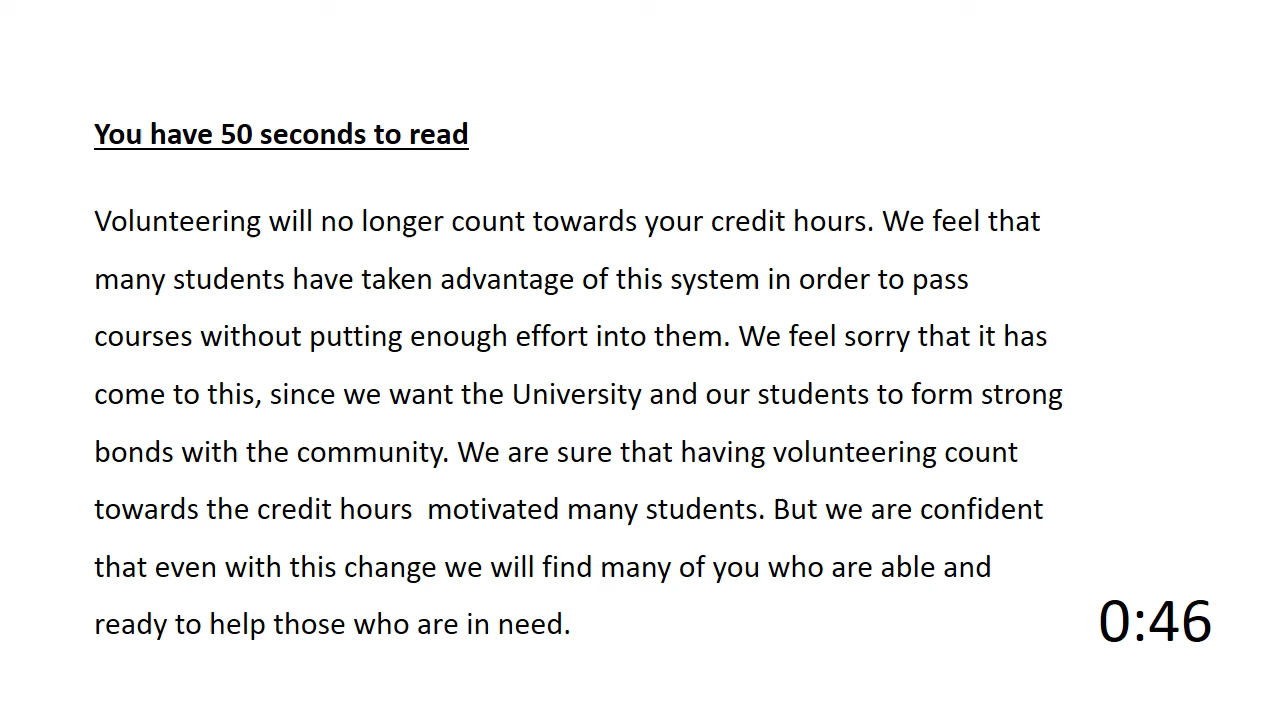 You have 50 seconds to read
Volunteering will no longer count towards your credit hours. We feel that
many students have taken advantage of this system in order to pass
courses without putting enough effort into them. We feel sorry that it has
come to this, since we want the University and our students to form strong
bonds with the community. We are sure that having volunteering count
towards the credit hours  motivated many students. But we are confident
that even with this change we will find many of you who are able and
ready to help those who are in need.
0:46